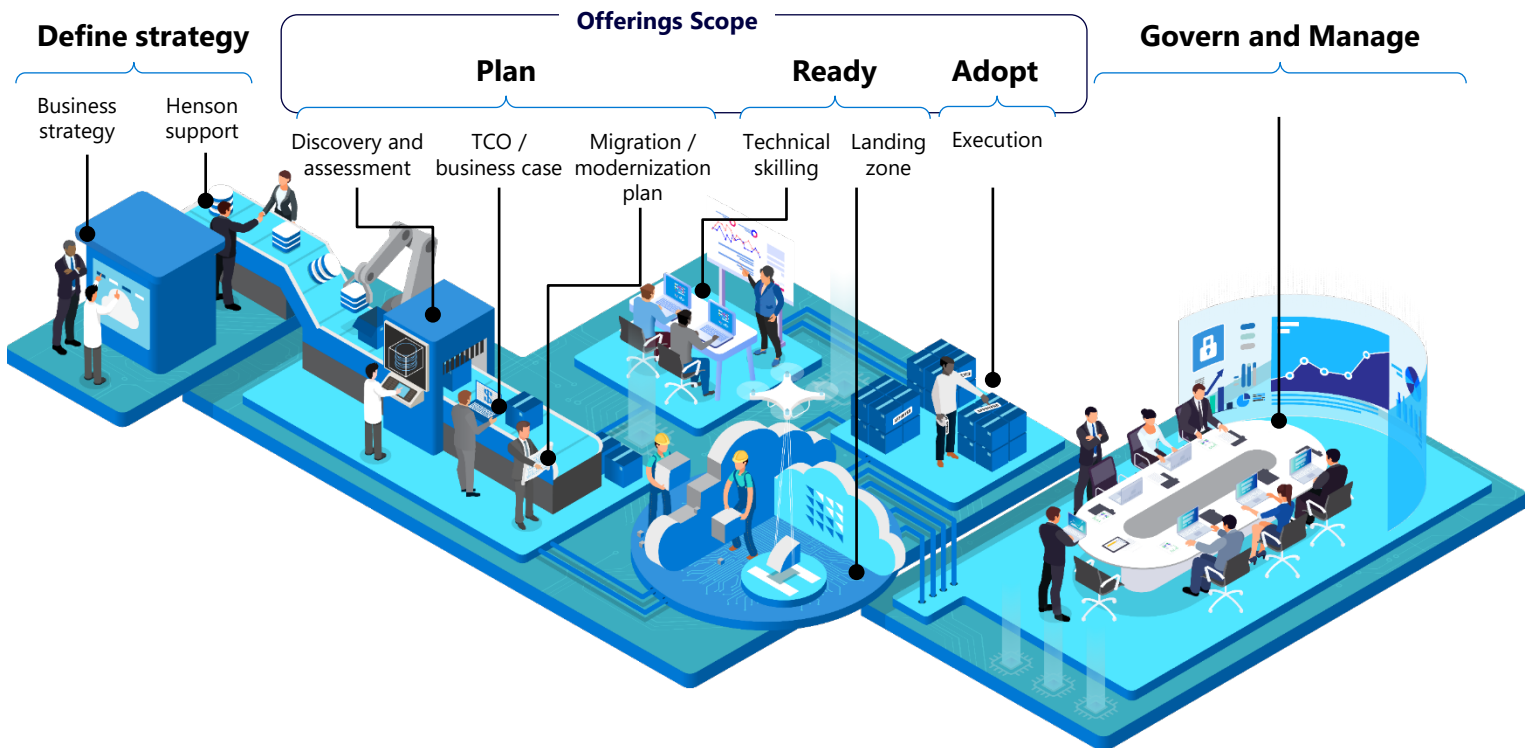 Offerings Scope
Define strategy
Plan
Ready
Adopt
Govern and Manage
Business
strategy
Henson
support
Discovery and
assessment
TCO /
business case
Migration /
modernization
plan
Technical
skilling
Landing
zone
Execution